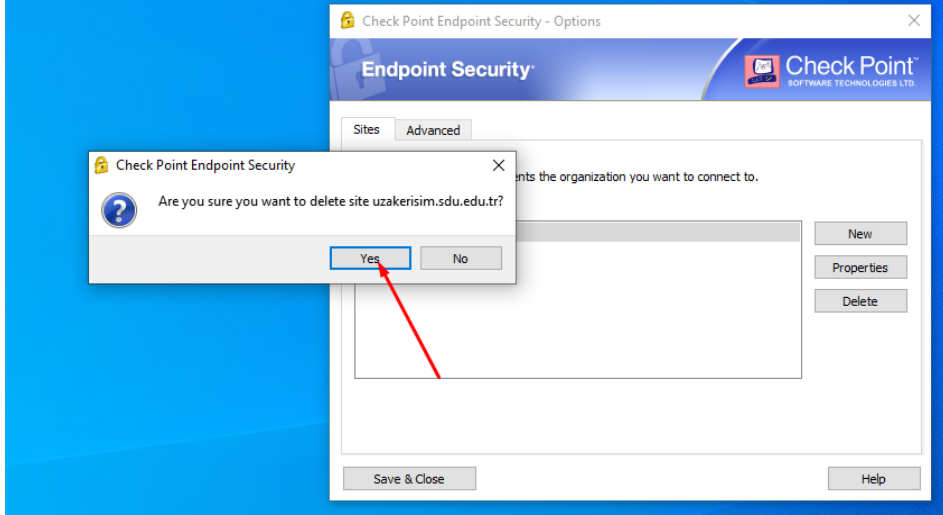 Check Point Endpoint Security - Options
Endpoint Security
Check Point™
SOFTWARE TECHNOLOGIES LTD.
Sites
Advanced
Check Point Endpoint Security
Are you sure you want to delete site uzakerisim.sdu.edu.tr?
Yes
No
the organization you want to connect to.
New
Properties
Delete
Save & Close
Help